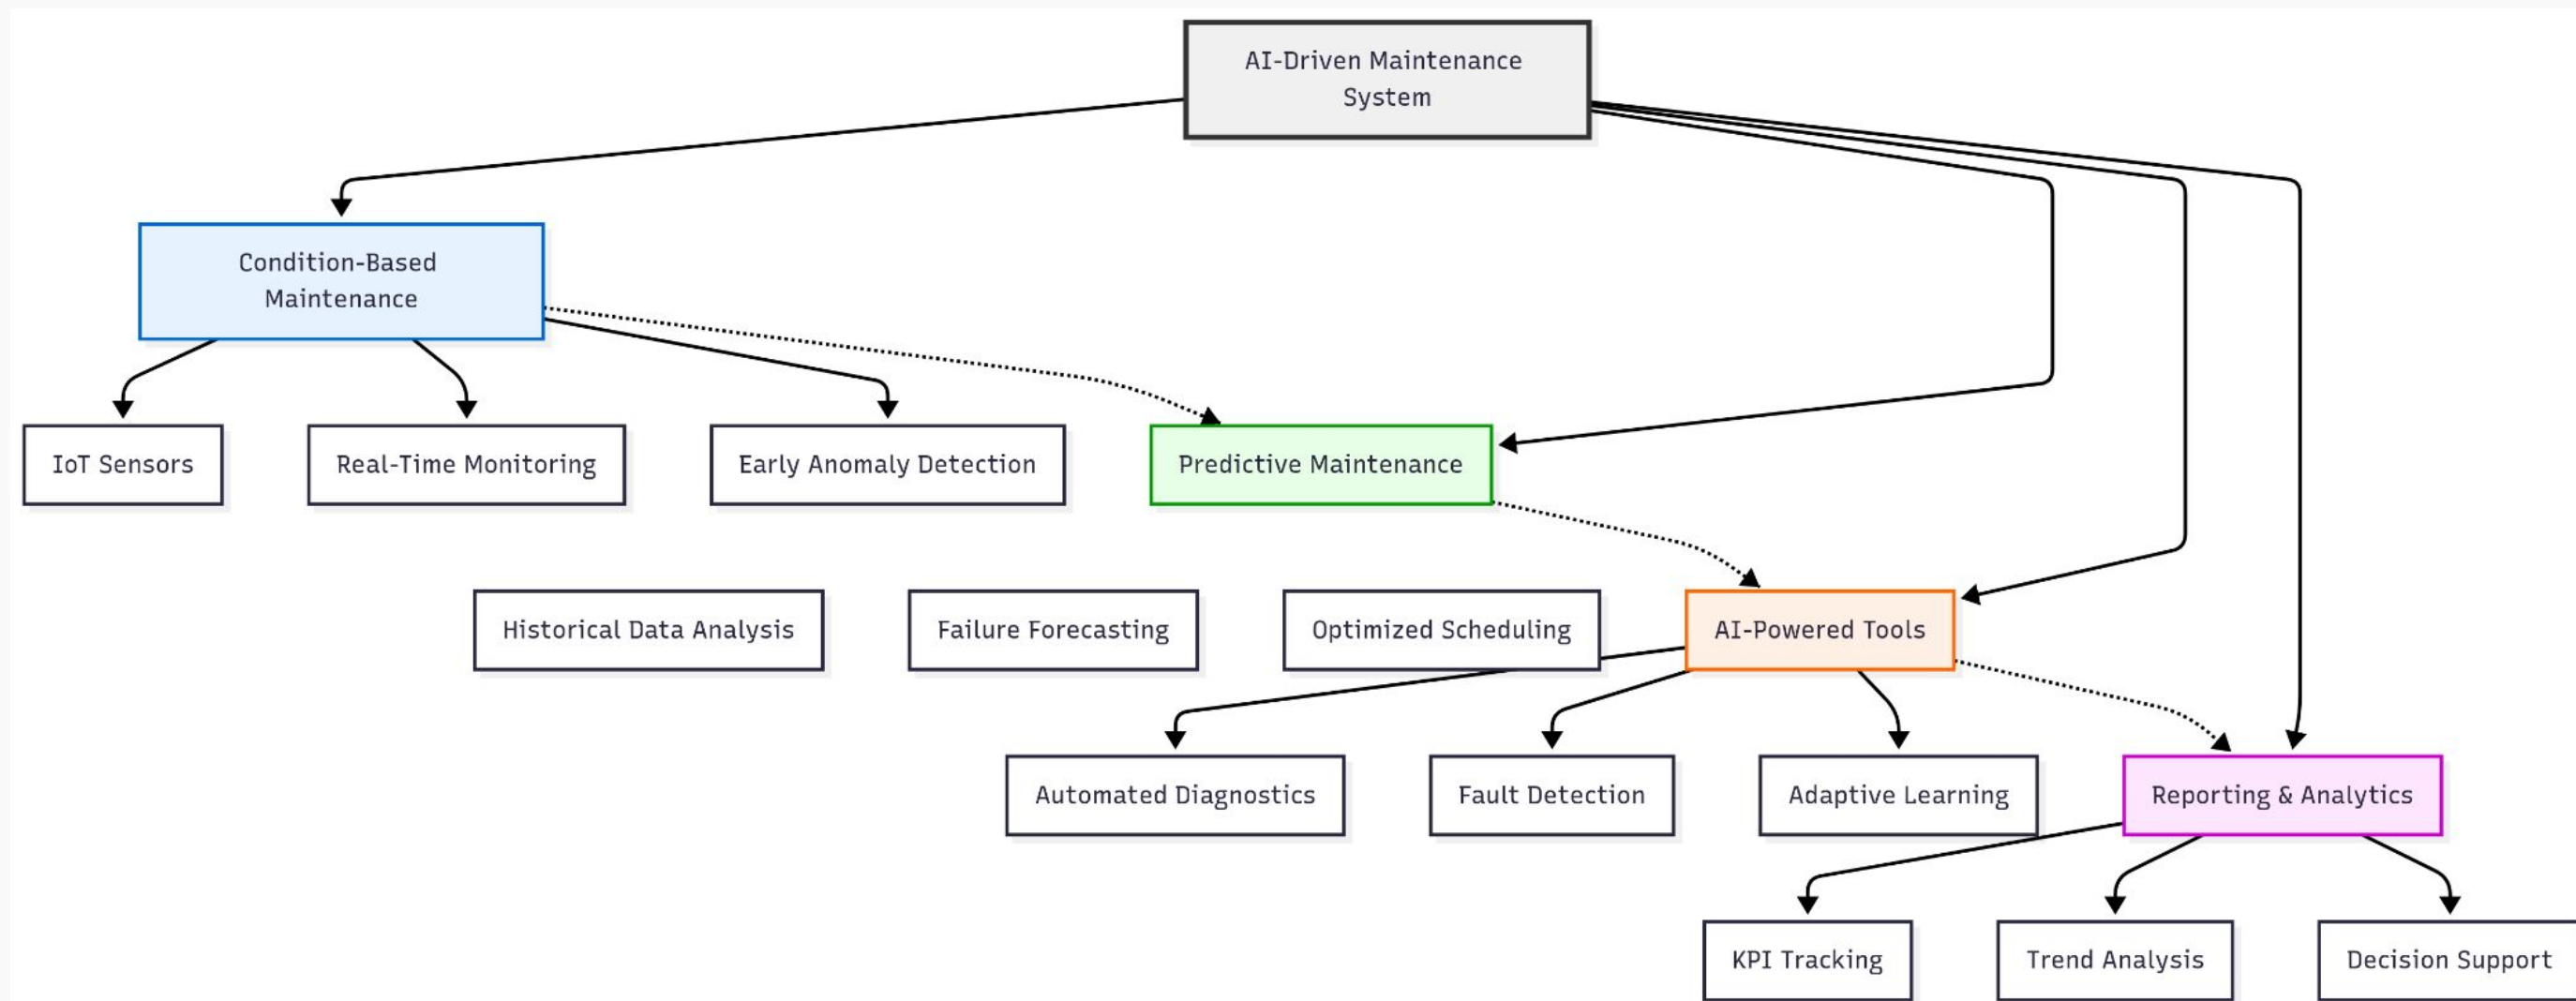 AI-Driven Maintenance
System
Condition-Based
Maintenance
IoT Sensors
Real-Time Monitoring
Early Anomaly Detection
Predictive Maintenance
Historical Data Analysis
Failure Forecasting
Optimized Scheduling
AI-Powered Tools
Automated Diagnostics
Fault Detection
Adaptive Learning
Reporting & Analytics
KPI Tracking
Trend Analysis
Decision Support